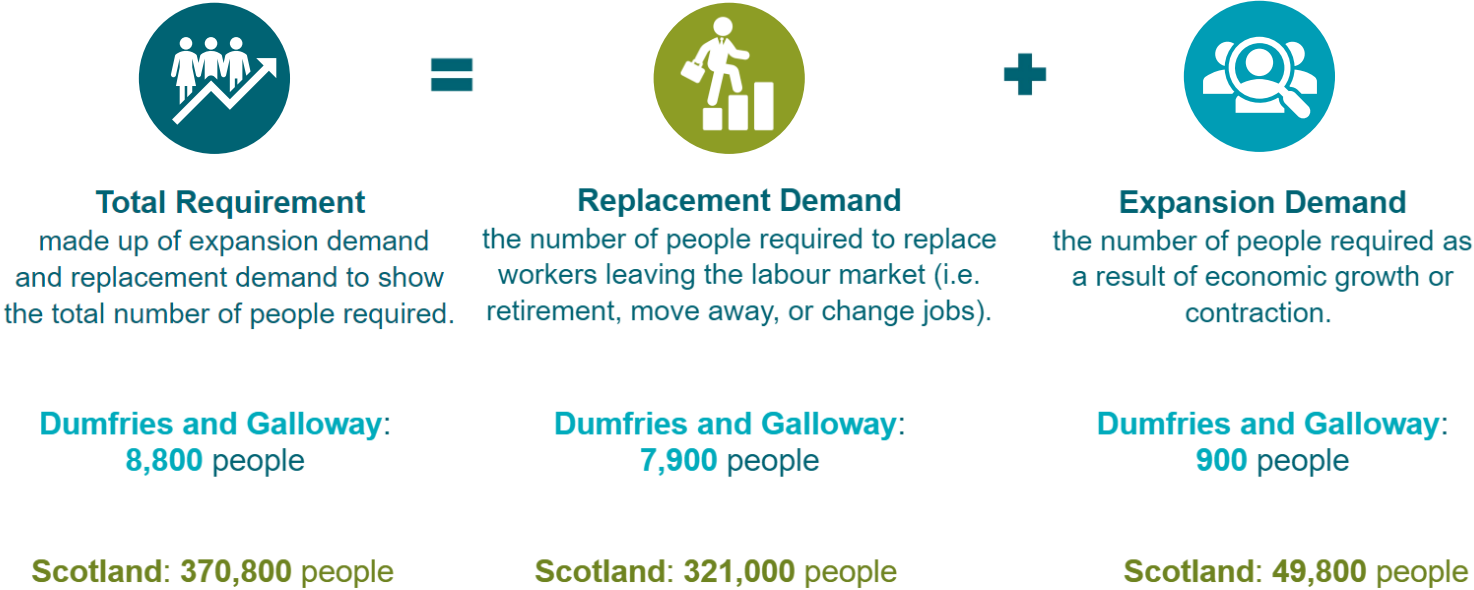 =
+
Total Requirement
made up of expansion demand
and replacement demand to show
the total number of people required.
Replacement Demand
the number of people required to replace
workers leaving the labour market (i.e.
retirement, move away, or change jobs).
Expansion Demand
the number of people required as
a result of economic growth or
contraction.
Dumfries and Galloway:
8,800 people
Dumfries and Galloway:
7,900 people
Dumfries and Galloway:
900 people
Scotland: 370,800 people
Scotland: 321,000 people
Scotland: 49,800 people